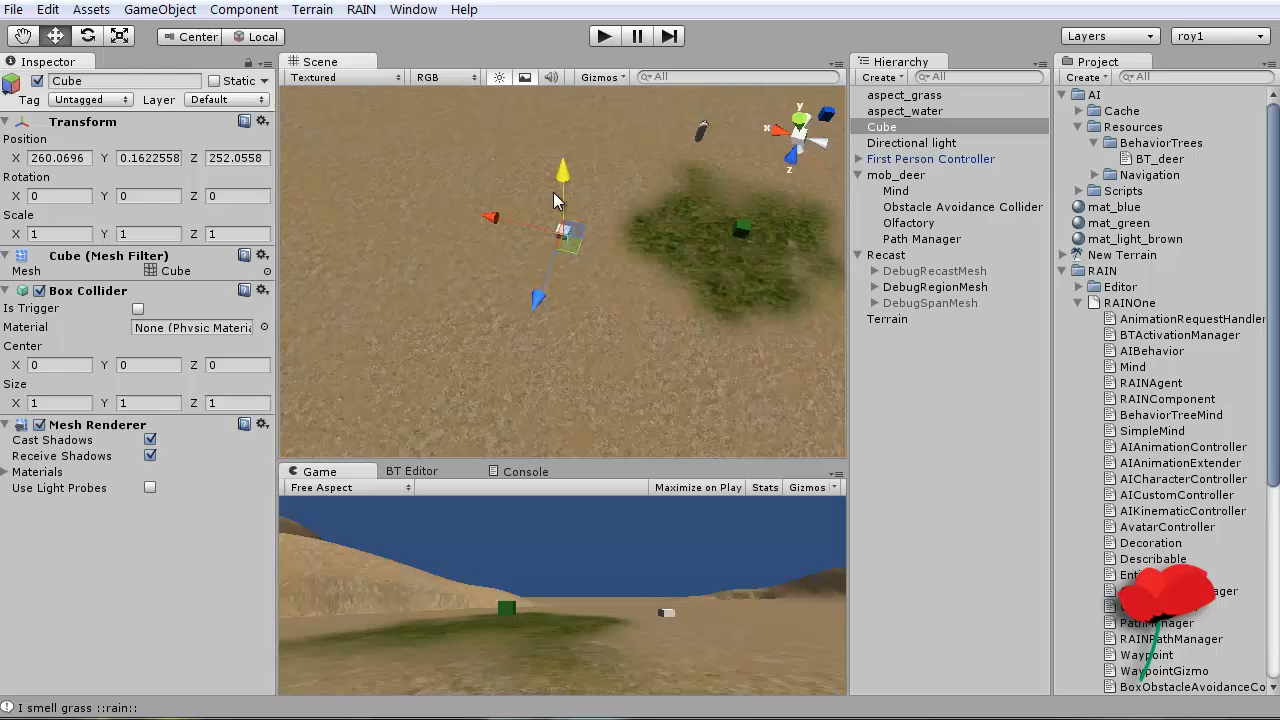 File Edit Assets GameObject Component Terrain RAIN Window Help
Center Local Layers roy1
Inspector
Cube Static
Tag Untagged Layer Default
Transform
Position
X 260.0696 Y 0.1622558 Z 252.0558
Rotation
X 0 Y 0 Z 0
Scale
X 1 Y 1 Z 1
Cube (Mesh Filter)
Mesh Cube
Box Collider
Is Trigger
Material None (Physic Materia
Center
X 0 Y 0 Z 0
Size
X 1 Y 1 Z 1
Mesh Renderer
Cast Shadows
Receive Shadows
Materials
Use Light Probes
Scene
Textured RGB Gizmos All
y
x
z
Game BT Editor Console
Free Aspect Maximize on Play Stats Gizmos
Hierarchy
Create All
aspect_grass
aspect_water
Cube
Directional light
First Person Controller
mob_deer
Mind
Obstacle Avoidance Collider
Olfactory
Path Manager
Recast
DebugRecastMesh
DebugRegionMesh
DebugSpanMesh
Terrain
Project
Create All
AI
Cache
Resources
BehaviorTrees
BT_deer
Navigation
Scripts
mat_blue
mat_green
mat_light_brown
New Terrain
RAIN
Editor
RAINOne
AnimationRequestHandler
BTActivationManager
AIBehavior
Mind
RAINAgent
RAINComponent
BehaviorTreeMind
SimpleMind
AIAnimationController
AIAnimationExtender
AICharacterController
AICustomController
AIKinematicController
AvatarController
Decoration
Describable
PathManager
RAINPathManager
Waypoint
WaypointGizmo
BoxObstacleAvoidanceCo
I smell grass ::rain::